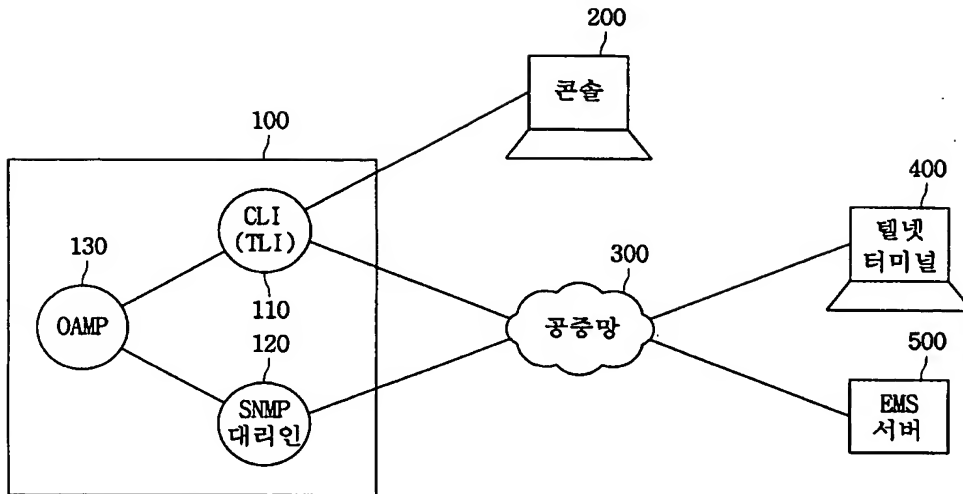 200
콘솔
100
CLI
(TLI)
110
130
OAMP
120
SNMP
대리인
300
공중망
400
텔넷
터미널
500
EMS
서버